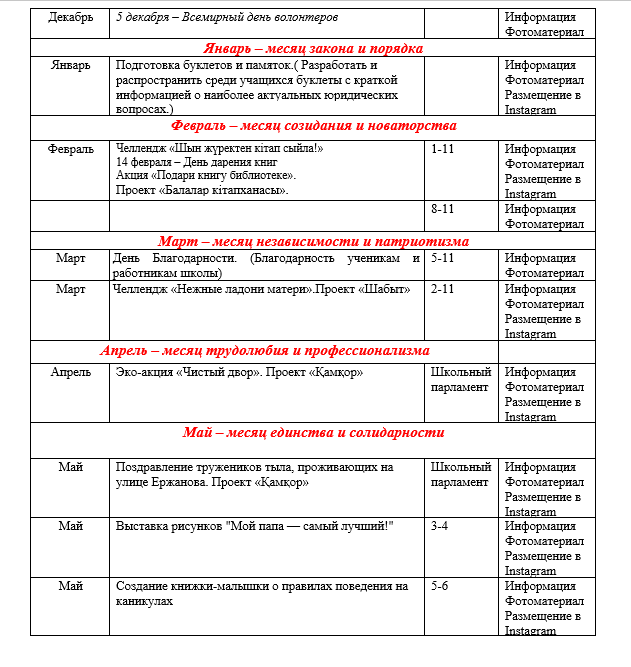 Декабрь 5 декабря – Всемирный день волонтеров Информация
Фотоматериал
Январь – месяц закона и порядка
Январь Подготовка буклетов и памяток.( Разработать и Информация
распространить среди учащихся буклеты с краткой Фотоматериал
информацией о наиболее актуальных юридических Размещение в
вопросах.) Instagram
Февраль – месяц созидания и новаторства
Февраль Челлендж «Шын журектен кітап сыйла!» 1-11 Информация
14 февраля – День дарения книг Фотоматериал
Акция «Подари книгу библиотеке». Размещение в
Проект «Балалар кітапханасы». Instagram
8-11 Информация
Фотоматериал
Март – месяц независимости и патриотизма
Март День Благодарности. (Благодарность ученикам и 5-11 Информация
работникам школы) Фотоматериал
Март Челлендж «Нежные ладони матери».Проект «Шабыт» 2-11 Информация
Фотоматериал
Размещение в
Instagram
Апрель – месяц трудолюбия и профессионализма
Апрель Эко-акция «Чистый двор». Проект «Қамқор» Школьный Информация
парламент Фотоматериал
Размещение в
Instagram
Май – месяц единства и солидарности
Май Поздравление тружеников тыла, проживающих на Школьный Информация
улице Ержанова. Проект «Қамқор» парламент Фотоматериал
Размещение в
Instagram
Май Выставка рисунков "Мой папа — самый лучший!" 3-4 Информация
Фотоматериал
Размещение в
Instagram
Май Создание книжки-малышки о правилах поведения на 5-6 Информация
каникулах Фотоматериал
Размещение в
Instagram